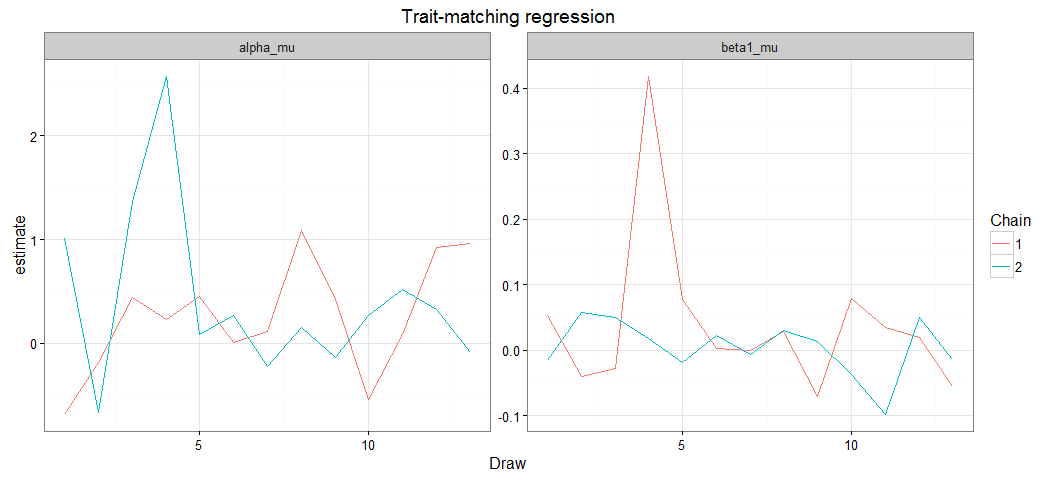 Trait-matching regression
alpha_mu
beta1_mu
estimate
2
1
0
0.4
0.3
0.2
0.1
0.0
-0.1
5
10
5
10
Draw
Chain
1
2